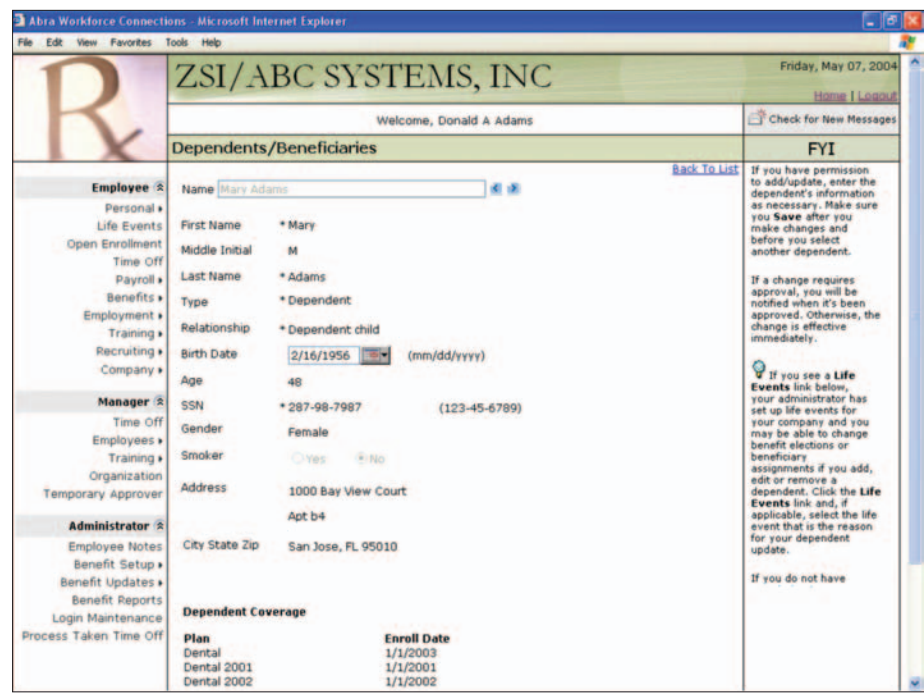 Abra Workforce Connections - Microsoft Internet Explorer
File Edit View Favorites Tools Help
Rx
ZSI/ABC SYSTEMS, INC
Friday, May 07, 2004
Home | Logout
Welcome, Donald A Adams
Check for New Messages
Dependents/Beneficiaries
FYI
Employee
Personal
Life Events
Open Enrollment
Time Off
Payroll
Benefits
Employment
Training
Recruiting
Company
Manager
Time Off
Employees
Training
Organization
Temporary Approver
Administrator
Employee Notes
Benefit Setup
Benefit Updates
Benefit Reports
Login Maintenance
Process Taken Time Off
Back To List
Name Mary Adams
First Name * Mary
Middle Initial M
Last Name * Adams
Type * Dependent
Relationship * Dependent child
Birth Date 2/16/1956 (mm/dd/yyyy)
Age 48
SSN * 287-98-7987 (123-45-6789)
Gender Female
Smoker Yes No
Address 1000 Bay View Court
Apt b4
City State Zip San Jose, FL 95010
Dependent Coverage
Plan Enroll Date
Dental 1/1/2003
Dental 2001 1/1/2001
Dental 2002 1/1/2002
If you have permission
to add/update, enter the
dependent's information
as necessary. Make sure
you Save after you
make changes and
before you select
another dependent.
If a change requires
approval, you will be
notified when it's been
approved. Otherwise, the
change is effective
immediately.
If you see a Life
Events link below,
your administrator has
set up life events for
your company and you
may be able to change
benefit elections or
beneficiary
assignments if you add,
edit or remove a
dependent. Click the Life
Events link and, if
applicable, select the life
event that is the reason
for your dependent
update.
If you do not have